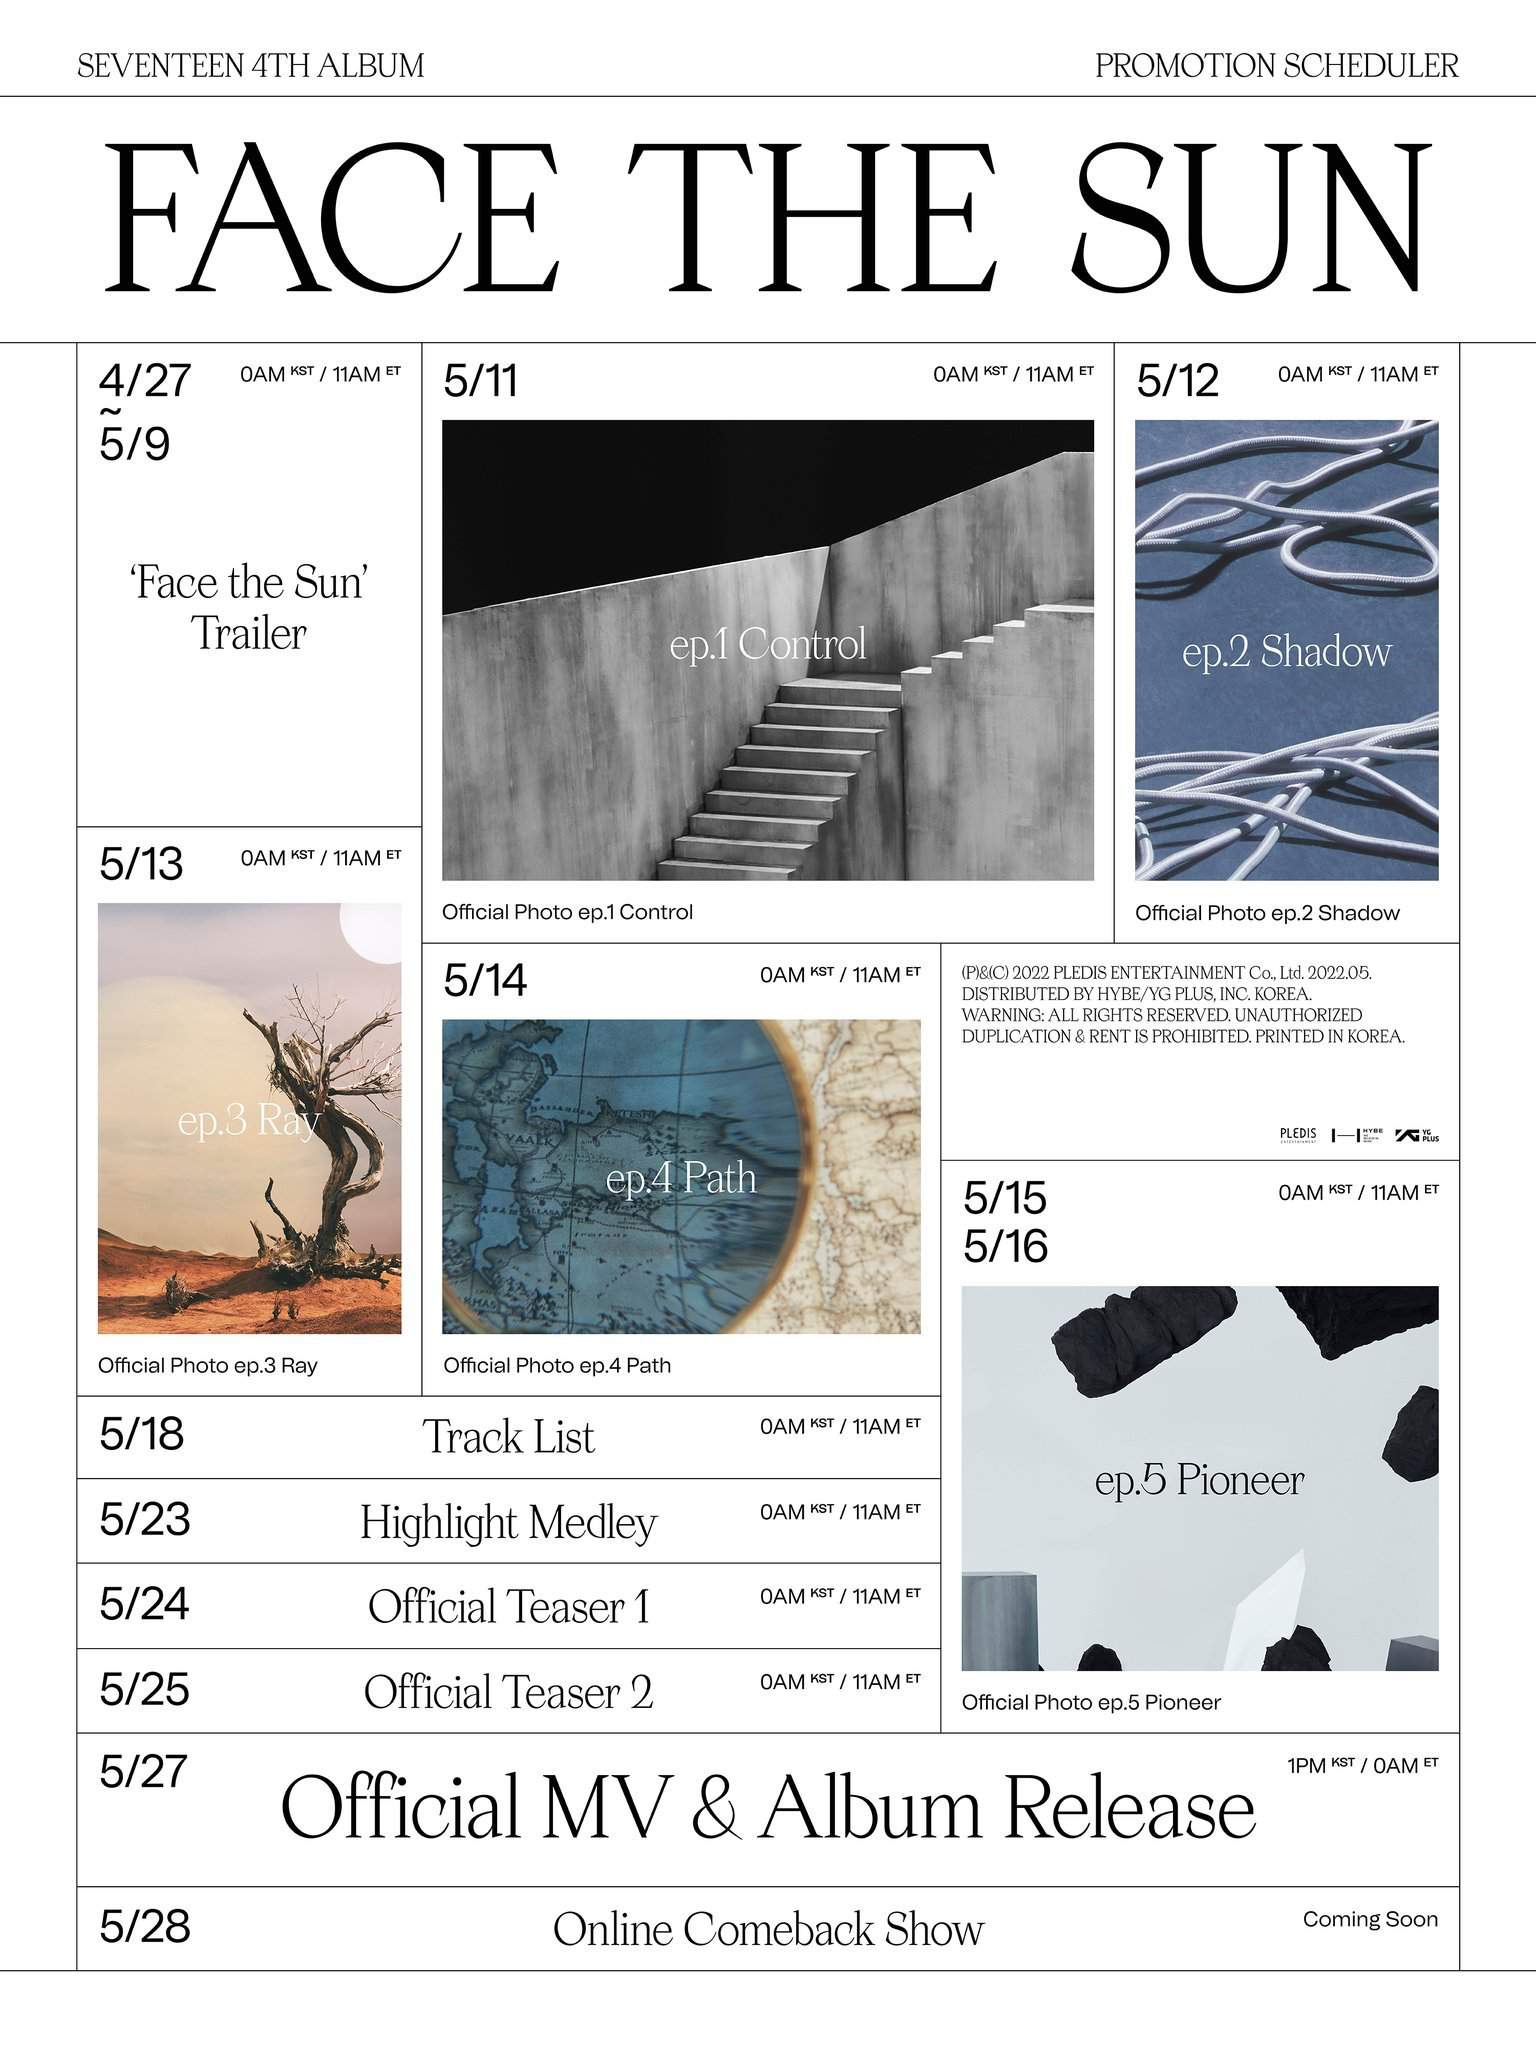 SEVENTEEN 4TH ALBUM
PROMOTION SCHEDULER
FACE THE SUN
4/27
~
5/9
0AM KST / 11AM ET
‘Face the Sun’
Trailer
5/11
0AM KST / 11AM ET
ep.1 Control
Official Photo ep.1 Control
5/12
0AM KST / 11AM ET
ep.2 Shadow
Official Photo ep.2 Shadow
5/13
0AM KST / 11AM ET
ep.3 Ray
Official Photo ep.3 Ray
5/14
0AM KST / 11AM ET
ep.4 Path
Official Photo ep.4 Path
(P)&(C) 2022 PLEDIS ENTERTAINMENT Co., Ltd. 2022.05.
DISTRIBUTED BY HYBE/YG PLUS, INC. KOREA.
WARNING: ALL RIGHTS RESERVED. UNAUTHORIZED
DUPLICATION & RENT IS PROHIBITED. PRINTED IN KOREA.
PLEDIS
ENTERTAINMENT
HYBE
YG
PLUS
5/15
5/16
0AM KST / 11AM ET
ep.5 Pioneer
Official Photo ep.5 Pioneer
5/18
Track List
0AM KST / 11AM ET
5/23
Highlight Medley
0AM KST / 11AM ET
5/24
Official Teaser 1
0AM KST / 11AM ET
5/25
Official Teaser 2
0AM KST / 11AM ET
5/27
Official MV & Album Release
1PM KST / 0AM ET
5/28
Online Comeback Show
Coming Soon